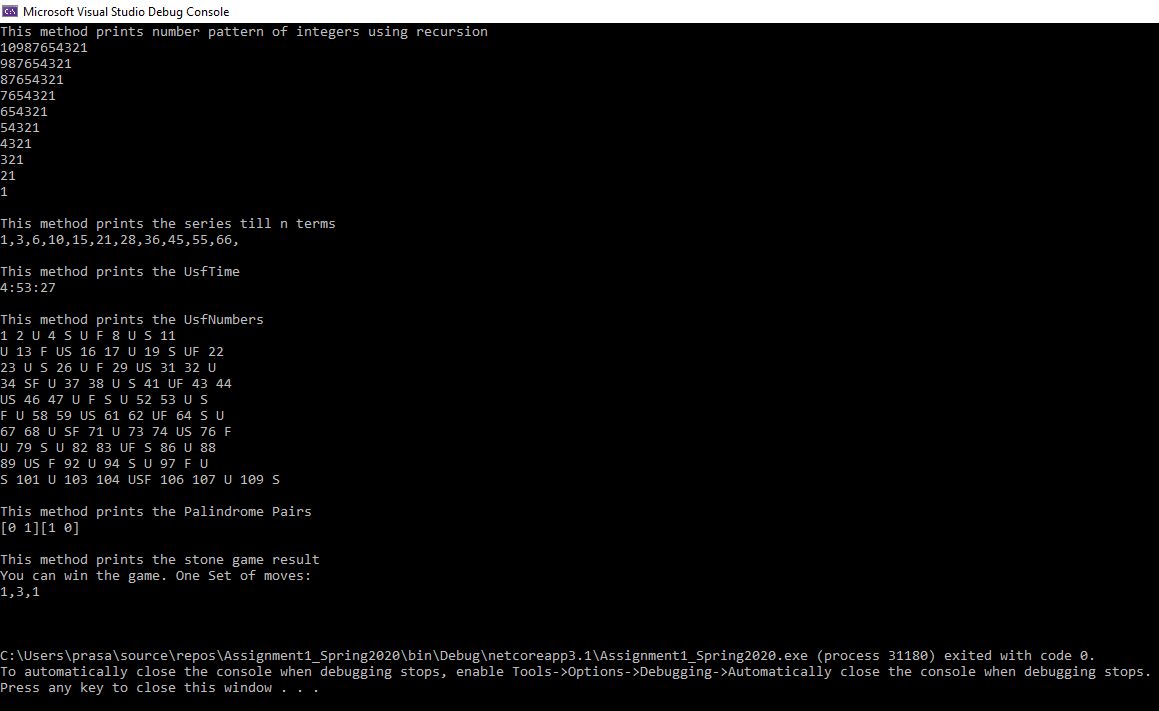 C:\ Microsoft Visual Studio Debug Console
This method prints number pattern of integers using recursion
10987654321
987654321
87654321
7654321
654321
54321
4321
321
21
1
This method prints the series till n terms
1,3,6,10,15,21,28,36,45,55,66,
This method prints the UsfTime
4:53:27
This method prints the UsfNumbers
1 2 U 4 S U F 8 U S 11
U 13 F US 16 17 U 19 S UF 22
23 U S 26 U F 29 US 31 32 U
34 SF U 37 38 U S 41 UF 43 44
US 46 47 U F S U 52 53 U S
F U 58 59 US 61 62 UF 64 S U
67 68 U SF 71 U 73 74 US 76 F
U 79 S U 82 83 UF S 86 U 88
89 US F 92 U 94 S U 97 F U
S 101 U 103 104 USF 106 107 U 109 S
This method prints the Palindrome Pairs
[0 1][1 0]
This method prints the stone game result
You can win the game. One Set of moves:
1,3,1
C:\Users\prasa\source\repos\Assignment1_Spring2020\bin\Debug\netcoreapp3.1\Assignment1_Spring2020.exe (process 31180) exited with code 0.
To automatically close the console when debugging stops, enable Tools->Options->Debugging->Automatically close the console when debugging stops.
Press any key to close this window . . .